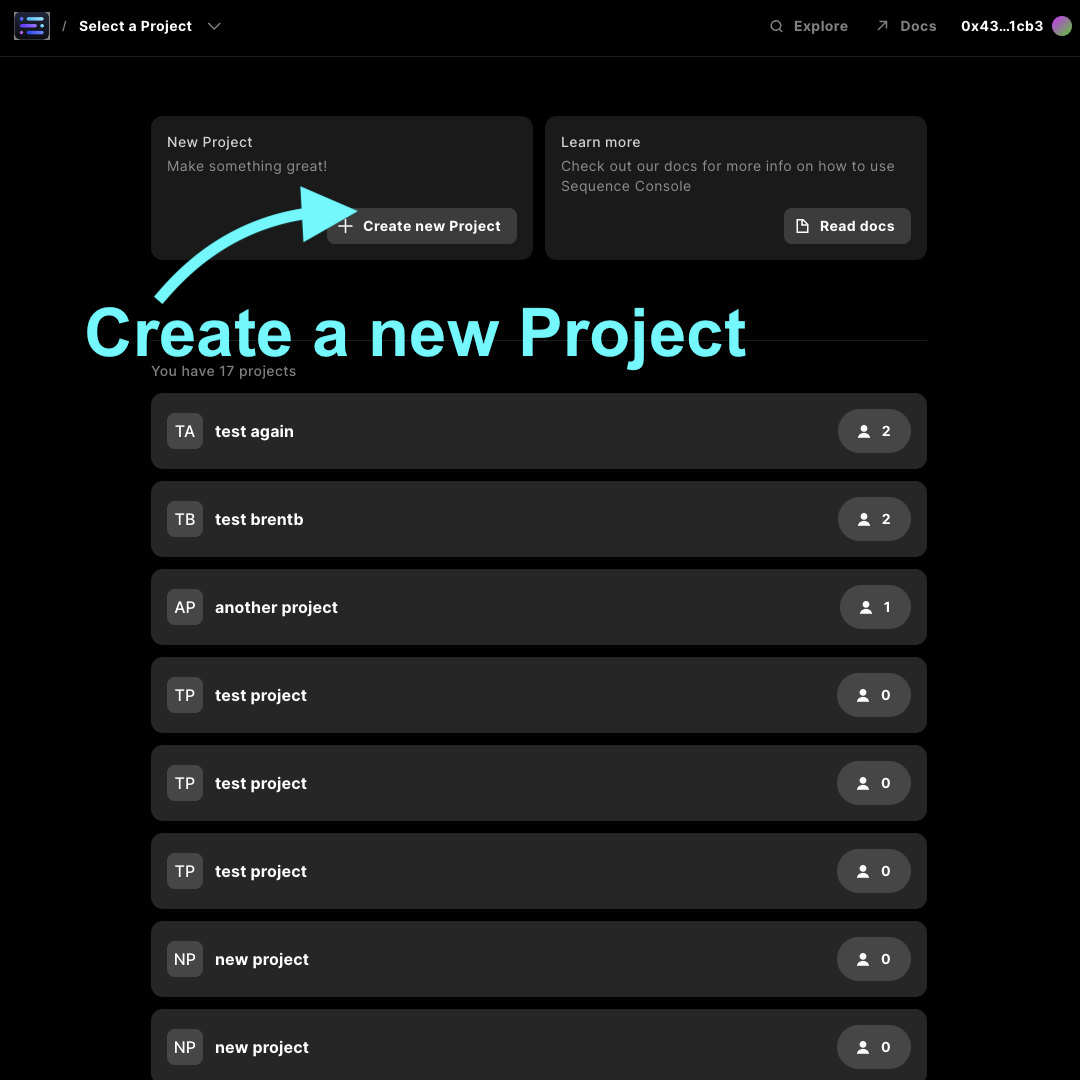 / Select a Project Explore Docs 0x43...1cb3
New Project
Make something great!
Create new Project
Learn more
Check out our docs for more info on how to use
Sequence Console
Read docs
Create a new Project
You have 17 projects
TA test again 2
TB test brentb 2
AP another project 1
TP test project 0
TP test project 0
TP test project 0
NP new project 0
NP new project 0